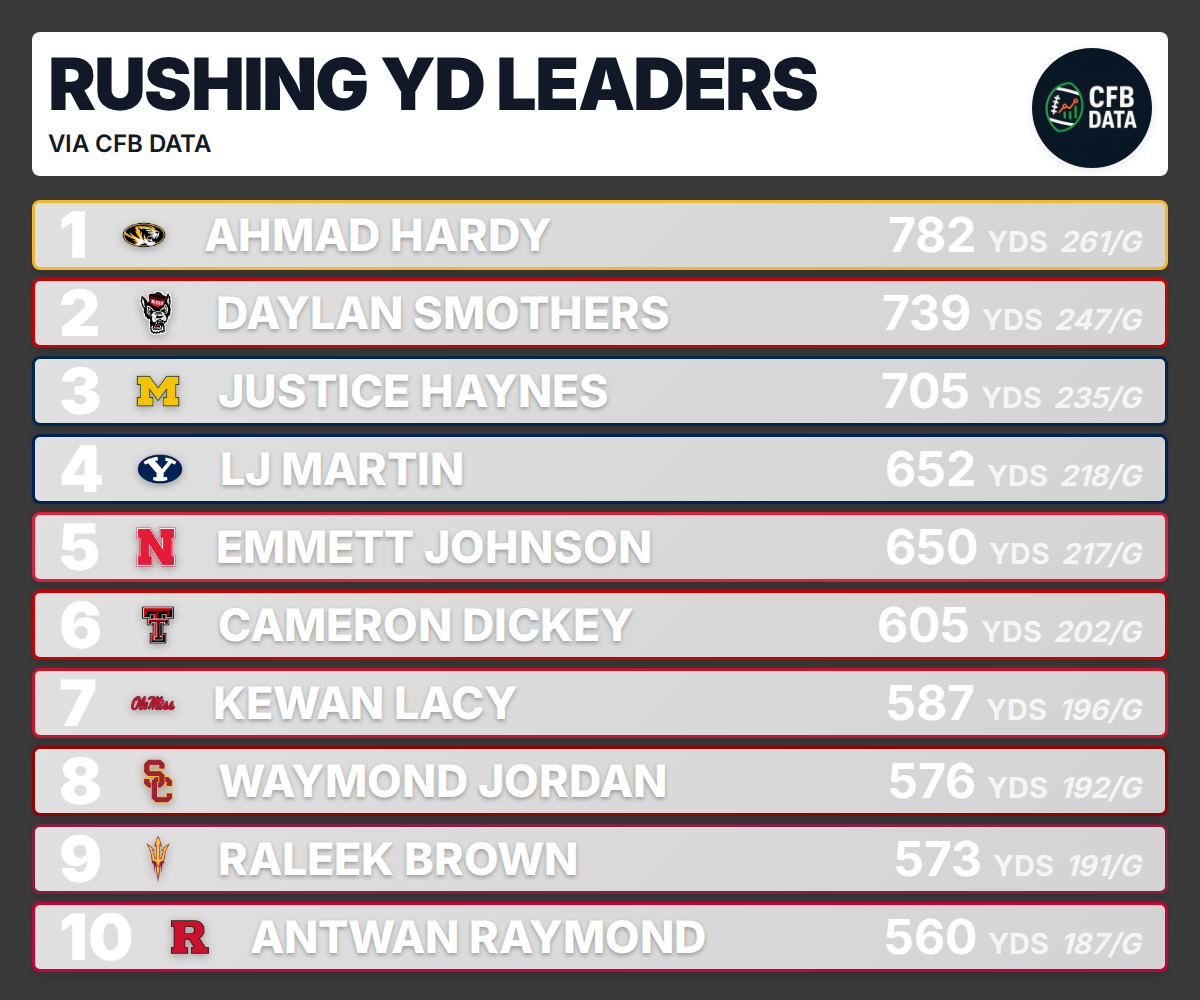 RUSHING YD LEADERS
VIA CFB DATA
CFB
DATA
1 AHMAD HARDY 782 YDS 261/G
2 DAYLAN SMOTHERS 739 YDS 247/G
3 M JUSTICE HAYNES 705 YDS 235/G
4 Y LJ MARTIN 652 YDS 218/G
5 N EMMETT JOHNSON 650 YDS 217/G
6 TT CAMERON DICKEY 605 YDS 202/G
7 Ole Miss KEWAN LACY 587 YDS 196/G
8 SC WAYMOND JORDAN 576 YDS 192/G
9 RALEEK BROWN 573 YDS 191/G
10 R ANTWAN RAYMOND 560 YDS 187/G